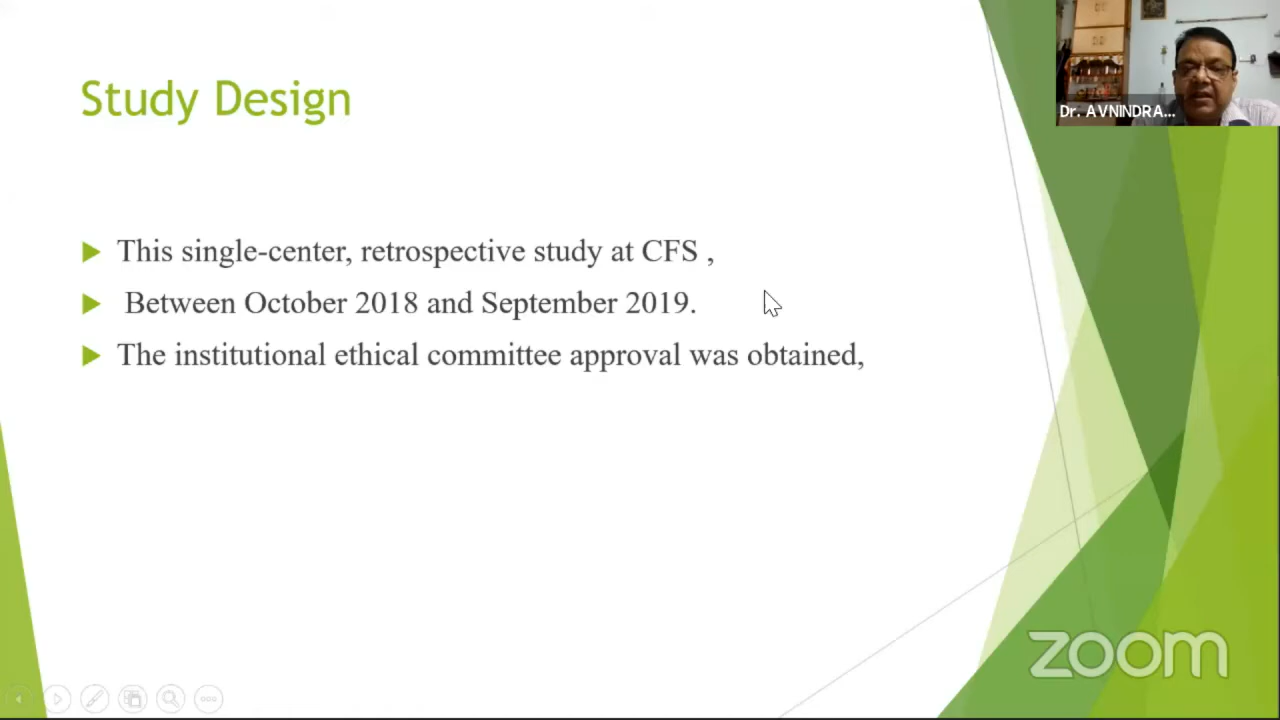 Study Design
Dr. AVNINDRA...
This single-center, retrospective study at CFS ,
Between October 2018 and September 2019.
The institutional ethical committee approval was obtained,
zoom